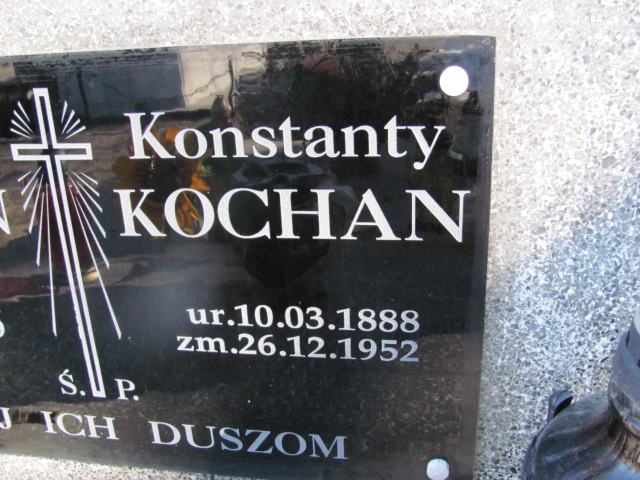 Konstanty
KOCHAN
ur.10.03.1888
zm.26.12.1952
Ś. P.
J ICH DUSZOM